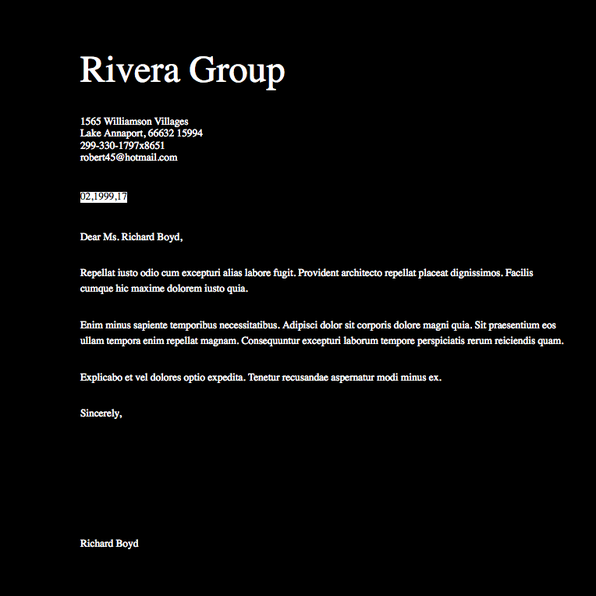 Rivera Group
1565 Williamson Villages
Lake Annaport, 66632 15994
299-330-1797x8651
robert45@hotmail.com
02,1999,17
Dear Ms. Richard Boyd,
Repellat iusto odio cum excepturi alias labore fugit. Provident architecto repellat placeat dignissimos. Facilis
cumque hic maxime dolorem iusto quia.
Enim minus sapiente temporibus necessitatibus. Adipisci dolor sit corporis dolore magni quia. Sit praesentium eos
ullam tempora enim repellat magnam. Consequuntur excepturi laborum tempore perspiciatis rerum reiciendis quam.
Explicabo et vel dolores optio expedita. Tenetur recusandae aspernatur modi minus ex.
Sincerely,
Richard Boyd